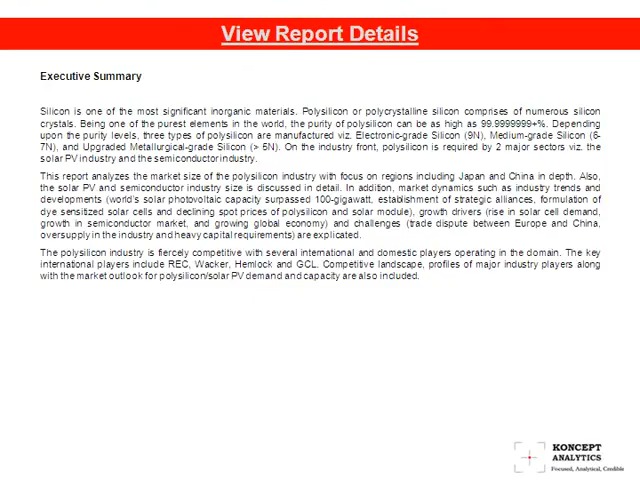 View Report Details
Executive Summary
Silicon is one of the most significant inorganic materials. Polysilicon or polycrystalline silicon comprises of numerous silicon
crystals. Being one of the purest elements in the world, the purity of polysilicon can be as high as 99.9999999+%. Depending
upon the purity levels, three types of polysilicon are manufactured viz. Electronic-grade Silicon (9N), Medium-grade Silicon (6-
7N), and Upgraded Metallurgical-grade Silicon (> 5N). On the industry front, polysilicon is required by 2 major sectors viz. the
solar PV industry and the semiconductor industry.
This report analyzes the market size of the polysilicon industry with focus on regions including Japan and China in depth. Also,
the solar PV and semiconductor industry size is discussed in detail. In addition, market dynamics such as industry trends and
developments (world's solar photovoltaic capacity surpassed 100-gigawatt, establishment of strategic alliances, formulation of
dye sensitized solar cells and declining spot prices of polysilicon and solar module), growth drivers (rise in solar cell demand,
growth in semiconductor market, and growing global economy) and challenges (trade dispute between Europe and China,
oversupply in the industry and heavy capital requirements) are explicated.
The polysilicon industry is fiercely competitive with several international and domestic players operating in the domain. The key
international players include REC, Wacker, Hemlock and GCL. Competitive landscape, profiles of major industry players along
with the market outlook for polysilicon/solar PV demand and capacity are also included.
KONCEPT
ANALYTICS
Focused, Analytical, Credible